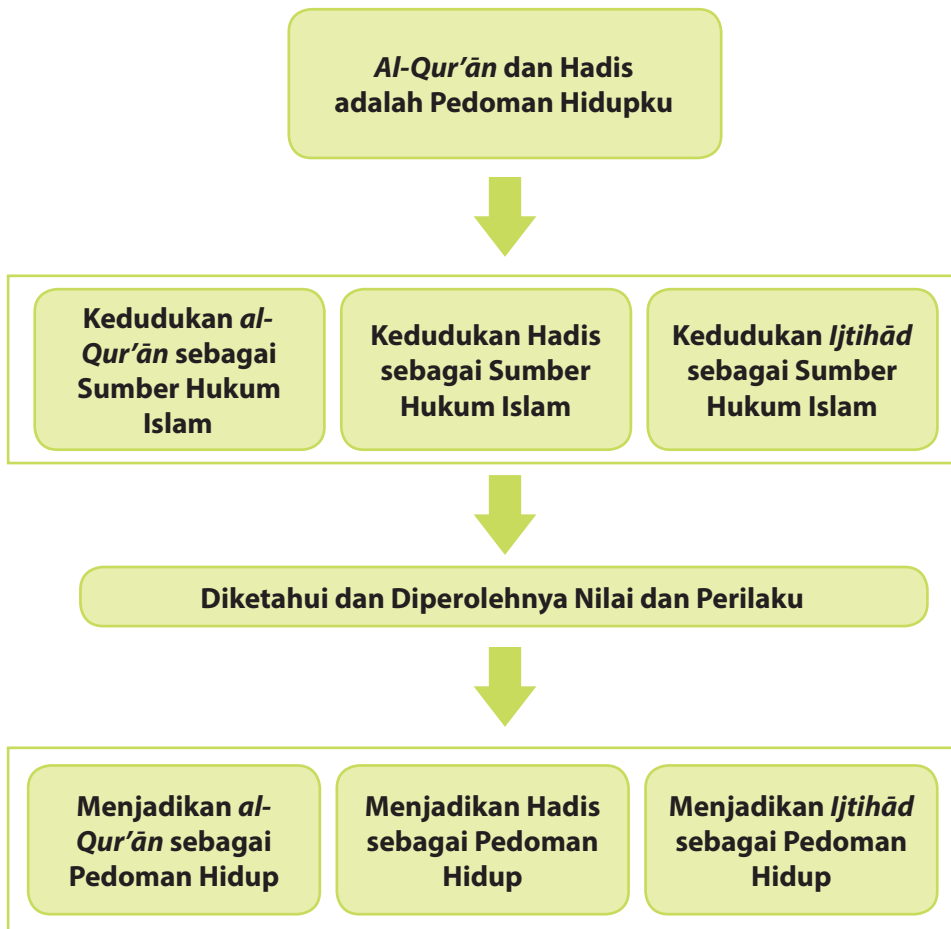 Al-Qur’ān dan Hadis
adalah Pedoman Hidupku
Kedudukan al-
Qur’ān sebagai
Sumber Hukum
Islam
Kedudukan Hadis
sebagai Sumber
Hukum Islam
Kedudukan Ijtihād
sebagai Sumber
Hukum Islam
Diketahui dan Diperolehnya Nilai dan Perilaku
Menjadikan al-
Qur’ān sebagai
Pedoman Hidup
Menjadikan Hadis
sebagai Pedoman
Hidup
Menjadikan Ijtihād
sebagai Pedoman
Hidup